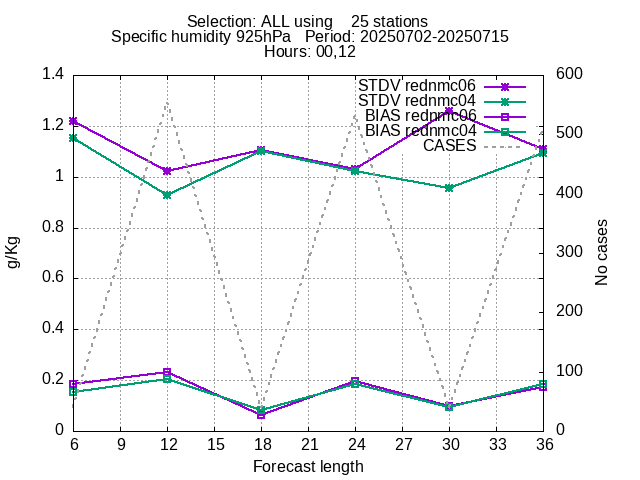 Selection: ALL using    25 stations
Specific humidity 925hPa   Period: 20250702-20250715
Hours: 00,12
STDV rednmc06
STDV rednmc04
BIAS rednmc06
BIAS rednmc04
CASES
g/Kg
No cases
1.4
1.2
1
0.8
0.6
0.4
0.2
0
600
500
400
300
200
100
0
6 9 12 15 18 21 24 27 30 33 36
Forecast length